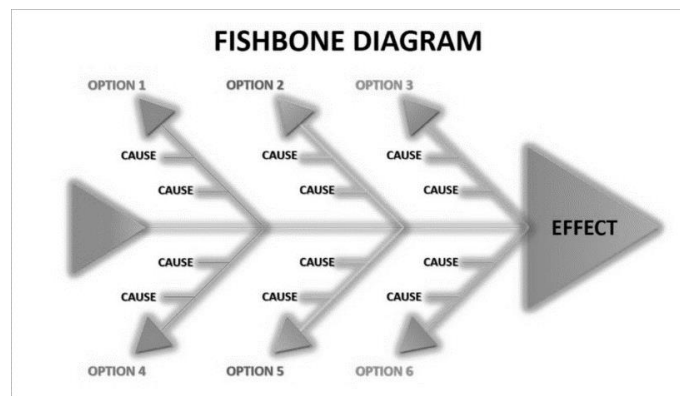 FISHBONE DIAGRAM
OPTION 1
OPTION 2
OPTION 3
CAUSE
CAUSE
CAUSE
CAUSE
CAUSE
CAUSE
EFFECT
CAUSE
CAUSE
CAUSE
CAUSE
CAUSE
CAUSE
OPTION 4
OPTION 5
OPTION 6